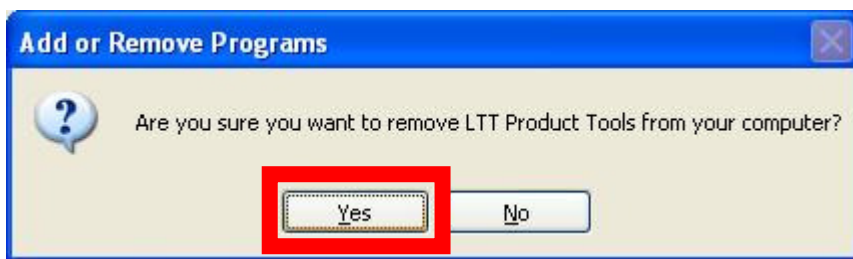 Add or Remove Programs
Are you sure you want to remove LTT Product Tools from your computer?
Yes No